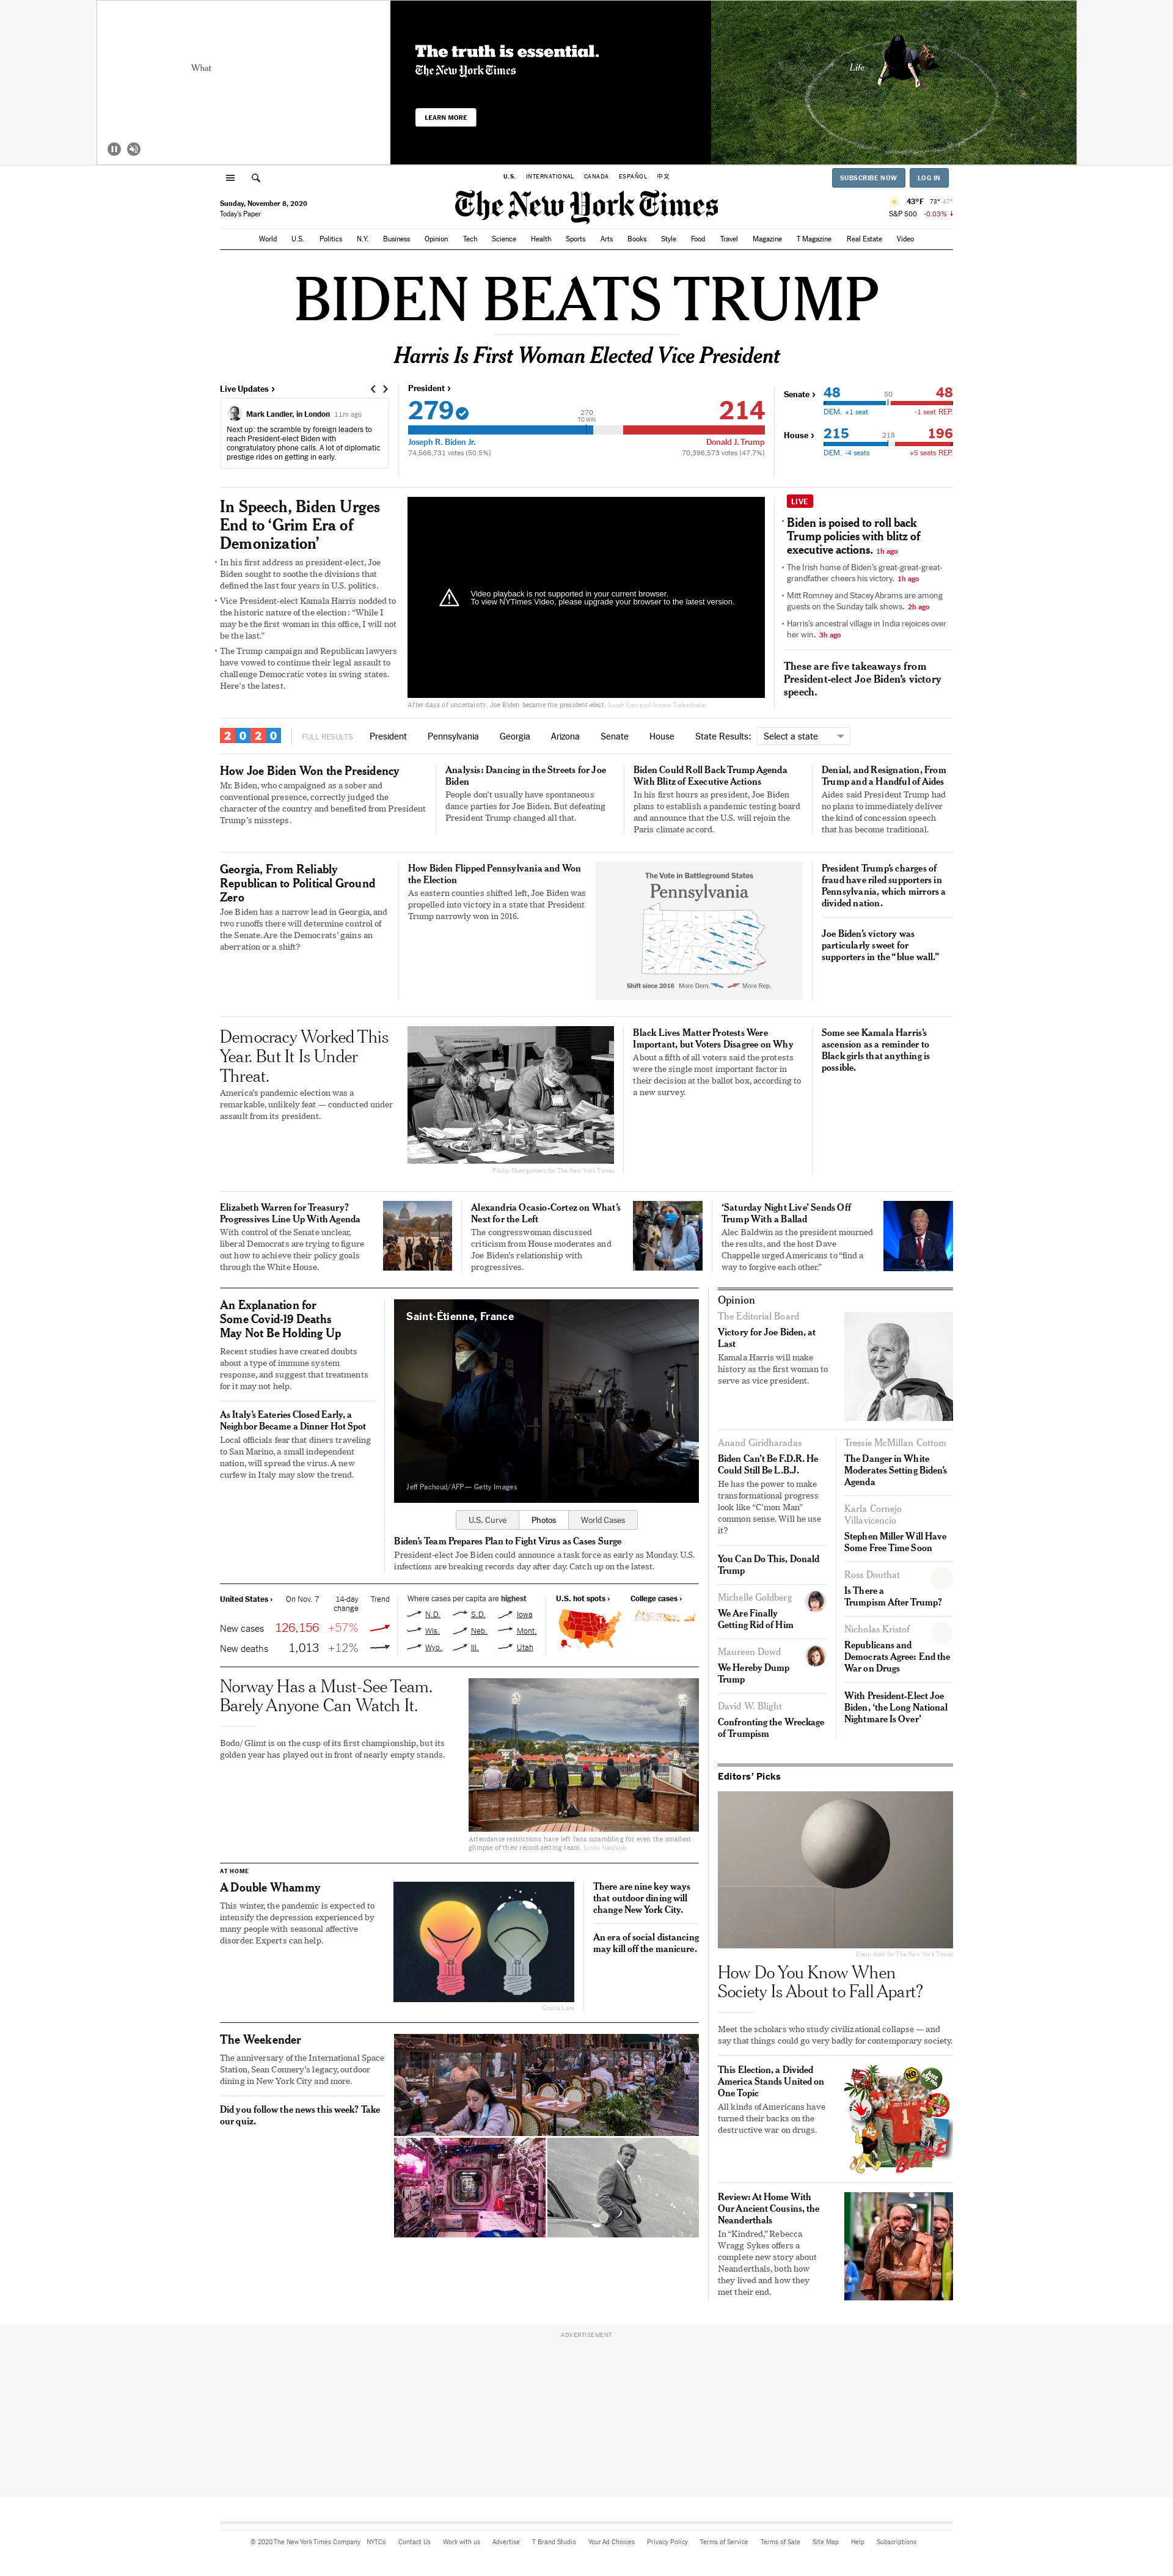 What
The truth is essential.
The New York Times
LEARN MORE
Life
U.S. INTERNATIONAL CANADA ESPAÑOL 中文
SUBSCRIBE NOW LOG IN
Sunday, November 8, 2020
Today's Paper
The New York Times
43°F 73° 47°
S&P 500 -0.03%
World U.S. Politics N.Y. Business Opinion Tech Science Health Sports Arts Books Style Food Travel Magazine T Magazine Real Estate Video
BIDEN BEATS TRUMP
Harris Is First Woman Elected Vice President
Live Updates ›
Mark Landler, in London 11m ago
Next up: the scramble by foreign leaders to
reach President-elect Biden with
congratulatory phone calls. A lot of diplomatic
prestige rides on getting in early.
President ›
279 214
270
TO WIN
Joseph R. Biden Jr. Donald J. Trump
74,566,731 votes (50.5%) 70,396,573 votes (47.7%)
Senate › 48 50 48
DEM. +1 seat -1 seat REP.
House › 215 218 196
DEM. -4 seats +5 seats REP.
In Speech, Biden Urges
End to ‘Grim Era of
Demonization’
• In his first address as president-elect, Joe
Biden sought to soothe the divisions that
defined the last four years in U.S. politics.
• Vice President-elect Kamala Harris nodded to
the historic nature of the election: “While I
may be the first woman in this office, I will not
be the last.”
• The Trump campaign and Republican lawyers
have vowed to continue their legal assault to
challenge Democratic votes in swing states.
Here’s the latest.
Video playback is not supported in your current browser.
To view NYTimes Video, please upgrade your browser to the latest version.
After days of uncertainty, Joe Biden became the president-elect. Sarah Kerr and Ainara Tiefenthäler
LIVE
• Biden is poised to roll back
Trump policies with blitz of
executive actions. 1h ago
• The Irish home of Biden’s great-great-great-
grandfather cheers his victory. 1h ago
• Mitt Romney and Stacey Abrams are among
guests on the Sunday talk shows. 2h ago
• Harris’s ancestral village in India rejoices over
her win. 3h ago
These are five takeaways from
President-elect Joe Biden’s victory
speech.
2020 FULL RESULTS President Pennsylvania Georgia Arizona Senate House State Results: Select a state
How Joe Biden Won the Presidency
Mr. Biden, who campaigned as a sober and
conventional presence, correctly judged the
character of the country and benefited from President
Trump’s missteps.
Analysis: Dancing in the Streets for Joe
Biden
People don’t usually have spontaneous
dance parties for Joe Biden. But defeating
President Trump changed all that.
Biden Could Roll Back Trump Agenda
With Blitz of Executive Actions
In his first hours as president, Joe Biden
plans to establish a pandemic testing board
and announce that the U.S. will rejoin the
Paris climate accord.
Denial, and Resignation, From
Trump and a Handful of Aides
Aides said President Trump had
no plans to immediately deliver
the kind of concession speech
that has become traditional.
Georgia, From Reliably
Republican to Political Ground
Zero
Joe Biden has a narrow lead in Georgia, and
two runoffs there will determine control of
the Senate. Are the Democrats’ gains an
aberration or a shift?
How Biden Flipped Pennsylvania and Won
the Election
As eastern counties shifted left, Joe Biden was
propelled into victory in a state that President
Trump narrowly won in 2016.
The Vote in Battleground States
Pennsylvania
Shift since 2016 More Dem. More Rep.
President Trump’s charges of
fraud have riled supporters in
Pennsylvania, which mirrors a
divided nation.
Joe Biden’s victory was
particularly sweet for
supporters in the “blue wall.”
Democracy Worked This
Year. But It Is Under
Threat.
America’s pandemic election was a
remarkable, unlikely feat — conducted under
assault from its president.
Philip Montgomery for The New York Times
Black Lives Matter Protests Were
Important, but Voters Disagree on Why
About a fifth of all voters said the protests
were the single most important factor in
their decision at the ballot box, according to
a new survey.
Some see Kamala Harris’s
ascension as a reminder to
Black girls that anything is
possible.
Elizabeth Warren for Treasury?
Progressives Line Up With Agenda
With control of the Senate unclear,
liberal Democrats are trying to figure
out how to achieve their policy goals
through the White House.
Alexandria Ocasio-Cortez on What’s
Next for the Left
The congresswoman discussed
criticism from House moderates and
Joe Biden’s relationship with
progressives.
‘Saturday Night Live’ Sends Off
Trump With a Ballad
Alec Baldwin as the president mourned
the results, and the host Dave
Chappelle urged Americans to “find a
way to forgive each other.”
An Explanation for
Some Covid-19 Deaths
May Not Be Holding Up
Recent studies have created doubts
about a type of immune system
response, and suggest that treatments
for it may not help.
As Italy’s Eateries Closed Early, a
Neighbor Became a Dinner Hot Spot
Local officials fear that diners traveling
to San Marino, a small independent
nation, will spread the virus. A new
curfew in Italy may slow the trend.
Saint-Étienne, France
Jeff Pachoud/AFP — Getty Images
U.S. Curve Photos World Cases
Biden’s Team Prepares Plan to Fight Virus as Cases Surge
President-elect Joe Biden could announce a task force as early as Monday. U.S.
infections are breaking records day after day. Catch up on the latest.
United States › On Nov. 7 14-day Trend
change
New cases 126,156 +57%
New deaths 1,013 +12%
Where cases per capita are highest
N.D. S.D. Iowa
Wis. Neb. Mont.
Wyo. Ill. Utah
U.S. hot spots › College cases ›
Norway Has a Must-See Team.
Barely Anyone Can Watch It.
Bodo/Glimt is on the cusp of its first championship, but its
golden year has played out in front of nearly empty stands.
Attendance restrictions have left fans scrambling for even the smallest
glimpse of their record-setting team. Linda Næsfeldt
AT HOME
A Double Whammy
This winter, the pandemic is expected to
intensify the depression experienced by
many people with seasonal affective
disorder. Experts can help.
Gracia Lam
There are nine key ways
that outdoor dining will
change New York City.
An era of social distancing
may kill off the manicure.
The Weekender
The anniversary of the International Space
Station, Sean Connery’s legacy, outdoor
dining in New York City and more.
Did you follow the news this week? Take
our quiz.
Opinion
The Editorial Board
Victory for Joe Biden, at
Last
Kamala Harris will make
history as the first woman to
serve as vice president.
Anand Giridharadas
Biden Can’t Be F.D.R. He
Could Still Be L.B.J.
He has the power to make
transformational progress
look like “C’mon Man”
common sense. Will he use
it?
You Can Do This, Donald
Trump
Michelle Goldberg
We Are Finally
Getting Rid of Him
Maureen Dowd
We Hereby Dump
Trump
David W. Blight
Confronting the Wreckage
of Trumpism
Tressie McMillan Cottom
The Danger in White
Moderates Setting Biden’s
Agenda
Karla Cornejo
Villavicencio
Stephen Miller Will Have
Some Free Time Soon
Ross Douthat
Is There a
Trumpism After Trump?
Nicholas Kristof
Republicans and
Democrats Agree: End the
War on Drugs
With President-Elect Joe
Biden, ‘the Long National
Nightmare Is Over’
Editors’ Picks
Kenji Aoki for The New York Times
How Do You Know When
Society Is About to Fall Apart?
Meet the scholars who study civilizational collapse — and
say that things could go very badly for contemporary society.
This Election, a Divided
America Stands United on
One Topic
All kinds of Americans have
turned their backs on the
destructive war on drugs.
NO
JUST SAY NO
1
DARE
Review: At Home With
Our Ancient Cousins, the
Neanderthals
In “Kindred,” Rebecca
Wragg Sykes offers a
complete new story about
Neanderthals, both how
they lived and how they
met their end.
ADVERTISEMENT
© 2020 The New York Times Company NYTCo Contact Us Work with us Advertise T Brand Studio Your Ad Choices Privacy Policy Terms of Service Terms of Sale Site Map Help Subscriptions